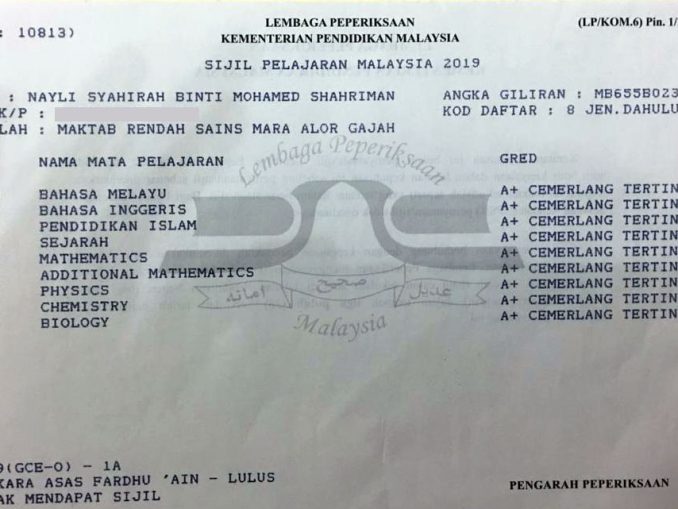 LEMBAGA PEPERIKSAAN
(LP/KOM.6) Pin. 1/
: 10813)
KEMENTERIAN PENDIDIKAN MALAYSIA
SIJIL PELAJARAN MALAYSIA 2019
: NAYLI SYAHIRAH BINTI MOHAMED SHAHRIMAN
ANGKA GILIRAN : MB655B023
K/P :
KOD DAFTAR : 8 JEN.DAHULU
LAH : MAKTAB RENDAH SAINS MARA ALOR GAJAH
NAMA MATA PELAJARAN GRED
BAHASA MELAYU A+ CEMERLANG TERTIN
BAHASA INGGERIS A+ CEMERLANG TERTIN
PENDIDIKAN ISLAM A+ CEMERLANG TERTIN
SEJARAH A+ CEMERLANG TERTIN
MATHEMATICS A+ CEMERLANG TERTIN
ADDITIONAL MATHEMATICS A+ CEMERLANG TERTIN
PHYSICS A+ CEMERLANG TERTIN
CHEMISTRY A+ CEMERLANG TERTIN
BIOLOGY A+ CEMERLANG TERTIN
Lembaga Peperiksaan
امانه صحيح عديل
Malaysia
9(GCE-O) - 1A
KARA ASAS FARDHU 'AIN - LULUS
AK MENDAPAT SIJIL
PENGARAH PEPERIKSAAN